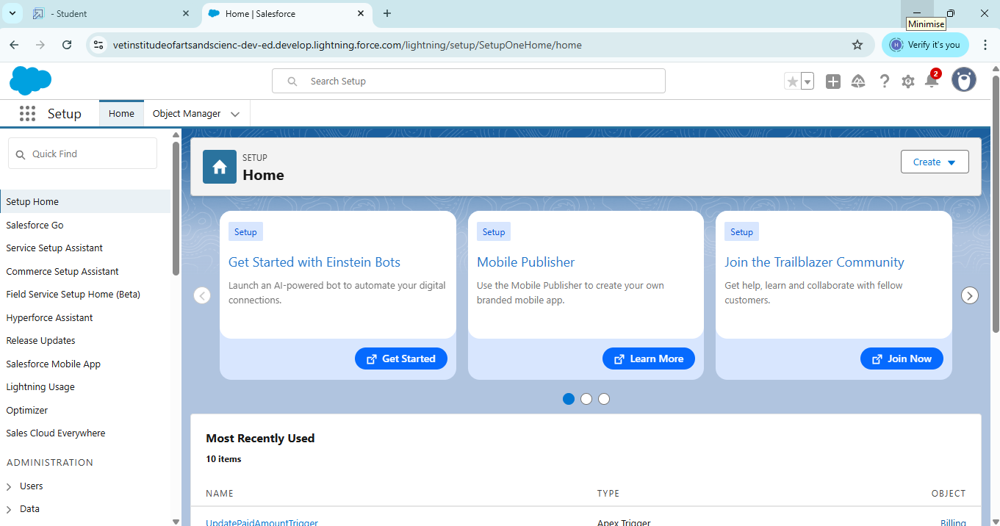 - Student
Home | Salesforce
Minimise
vetinstitudeofartsandscienc-dev-ed.develop.lightning.force.com/lightning/setup/SetupOneHome/home
H
Verify it's you
Search Setup
2
Setup
Home
Object Manager
Quick Find
Setup Home
Salesforce Go
Service Setup Assistant
Commerce Setup Assistant
Field Service Setup Home (Beta)
Hyperforce Assistant
Release Updates
Salesforce Mobile App
Lightning Usage
Optimizer
Sales Cloud Everywhere
ADMINISTRATION
Users
Data
SETUP
Home
Create
Setup
Get Started with Einstein Bots
Launch an AI-powered bot to automate your digital
connections.
Get Started
Setup
Mobile Publisher
Use the Mobile Publisher to create your own
branded mobile app.
Learn More
Setup
Join the Trailblazer Community
Get help, learn and collaborate with fellow
customers.
Join Now
Most Recently Used
10 items
NAME TYPE OBJECT
UpdatePaidAmountTrigger Apex Trigger Billing